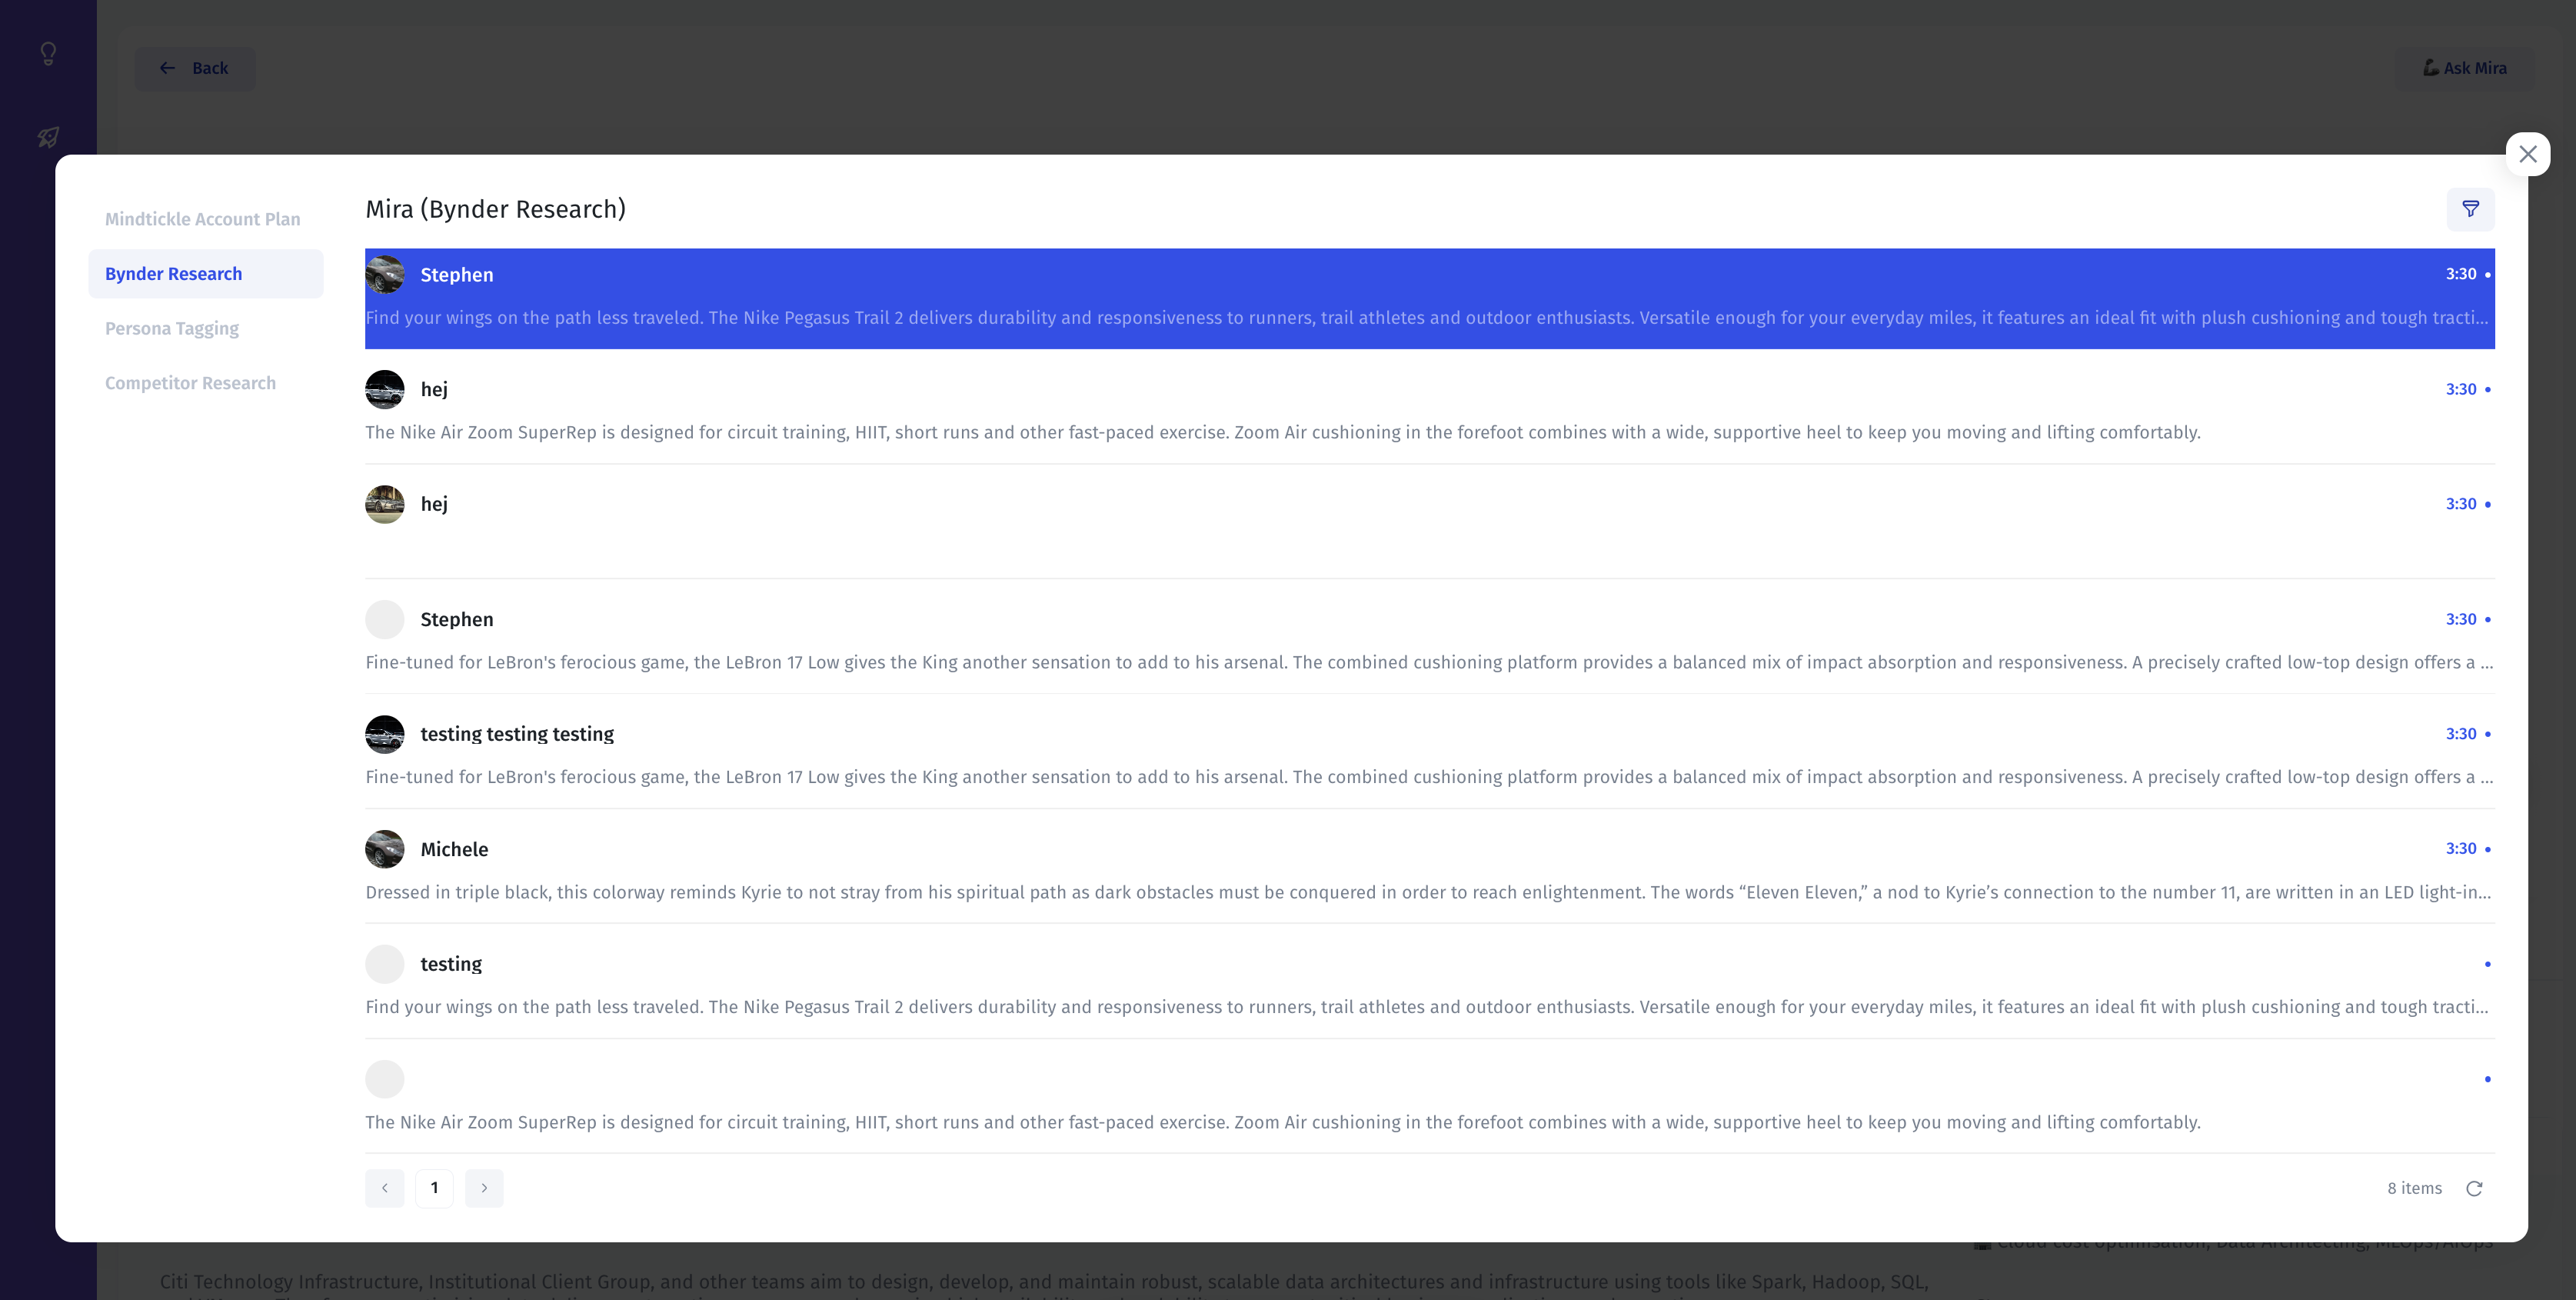 Back
Ask Mira
Mindtickle Account Plan
Bynder Research
Persona Tagging
Competitor Research
Mira (Bynder Research)
Stephen
3:30
Find your wings on the path less traveled. The Nike Pegasus Trail 2 delivers durability and responsiveness to runners, trail athletes and outdoor enthusiasts. Versatile enough for your everyday miles, it features an ideal fit with plush cushioning and tough tracti...
hej
3:30
The Nike Air Zoom SuperRep is designed for circuit training, HIIT, short runs and other fast-paced exercise. Zoom Air cushioning in the forefoot combines with a wide, supportive heel to keep you moving and lifting comfortably.
hej
3:30
Stephen
3:30
Fine-tuned for LeBron's ferocious game, the LeBron 17 Low gives the King another sensation to add to his arsenal. The combined cushioning platform provides a balanced mix of impact absorption and responsiveness. A precisely crafted low-top design offers a ...
testing testing testing
3:30
Fine-tuned for LeBron's ferocious game, the LeBron 17 Low gives the King another sensation to add to his arsenal. The combined cushioning platform provides a balanced mix of impact absorption and responsiveness. A precisely crafted low-top design offers a ...
Michele
3:30
Dressed in triple black, this colorway reminds Kyrie to not stray from his spiritual path as dark obstacles must be conquered in order to reach enlightenment. The words “Eleven Eleven,” a nod to Kyrie’s connection to the number 11, are written in an LED light-in...
testing
Find your wings on the path less traveled. The Nike Pegasus Trail 2 delivers durability and responsiveness to runners, trail athletes and outdoor enthusiasts. Versatile enough for your everyday miles, it features an ideal fit with plush cushioning and tough tracti...
The Nike Air Zoom SuperRep is designed for circuit training, HIIT, short runs and other fast-paced exercise. Zoom Air cushioning in the forefoot combines with a wide, supportive heel to keep you moving and lifting comfortably.
1
8 items
Cloud cost optimisation, Data Architecting, MLOps/AIOps
Citi Technology Infrastructure, Institutional Client Group, and other teams aim to design, develop, and maintain robust, scalable data architectures and infrastructure using tools like Spark, Hadoop, SQL,